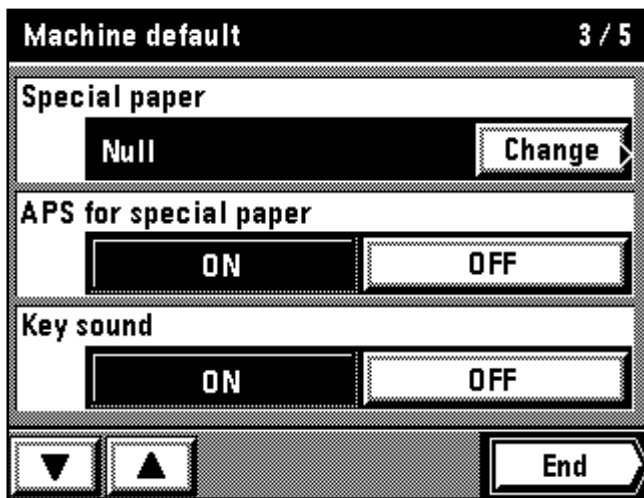 Machine default 3 / 5
Special paper
Null Change
APS for special paper
ON OFF
Key sound
ON OFF
End